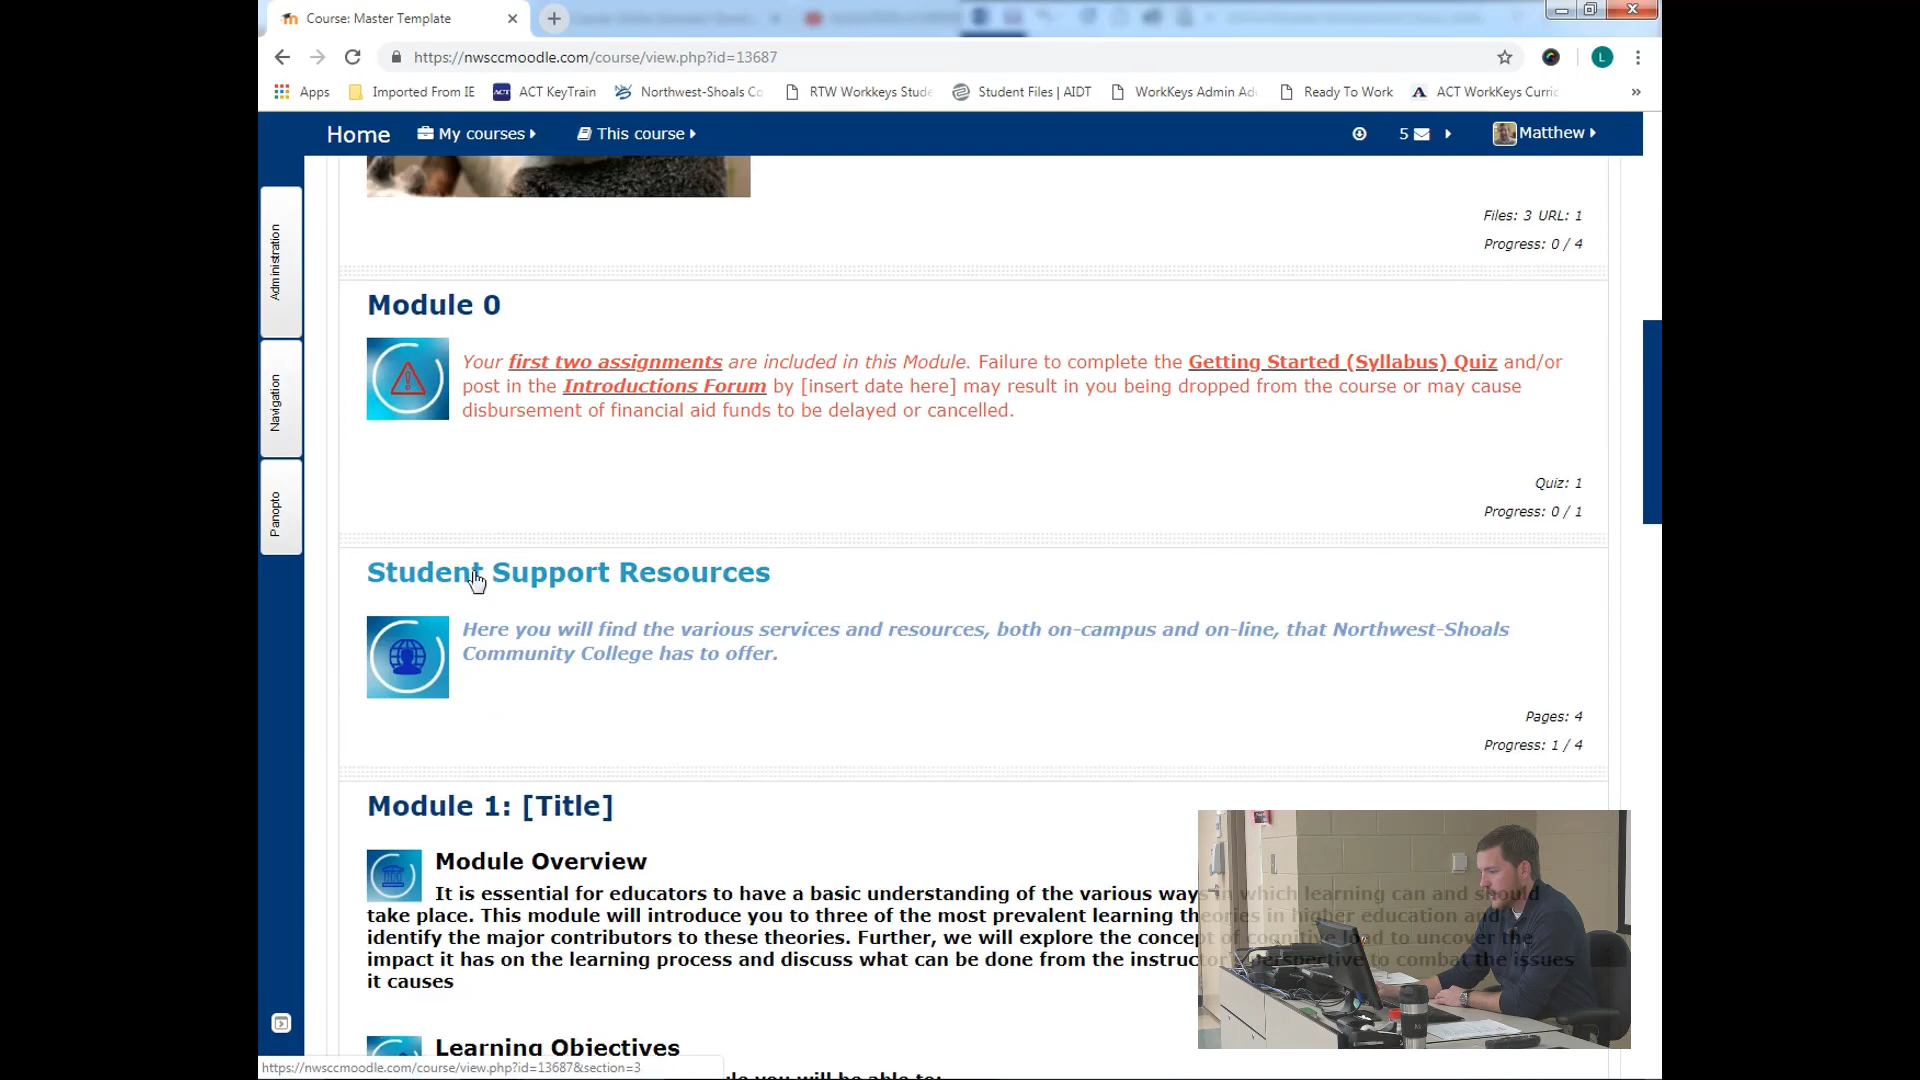 Course: Master Template
https://nwsccmoodle.com/course/view.php?id=13687
L
Apps
Imported From IE
ACT
ACT KeyTrain
Northwest-Shoals Co
RTW Workkeys Stude
Student Files | AIDT
WorkKeys Admin Ad
Ready To Work
ACT WorkKeys Curric
Home
My courses
This course
5
Matthew
Administration
Navigation
Panopto
Files: 3 URL: 1
Progress: 0 / 4
Module 0
Your first two assignments are included in this Module. Failure to complete the Getting Started (Syllabus) Quiz and/or
post in the Introductions Forum by [insert date here] may result in you being dropped from the course or may cause
disbursement of financial aid funds to be delayed or cancelled.
Quiz: 1
Progress: 0 / 1
Student Support Resources
Here you will find the various services and resources, both on-campus and on-line, that Northwest-Shoals
Community College has to offer.
Pages: 4
Progress: 1 / 4
Module 1: [Title]
Module Overview
It is essential for educators to have a basic understanding of the various ways in which learning can and should
take place. This module will introduce you to three of the most prevalent learning theories in higher education and
identify the major contributors to these theories. Further, we will explore the concept of cognitive load to uncover the
impact it has on the learning process and discuss what can be done from the instructor's perspective to combat the issues
it causes
Learning Objectives
you will be able to:
https://nwsccmoodle.com/course/view.php?id=13687&section=3